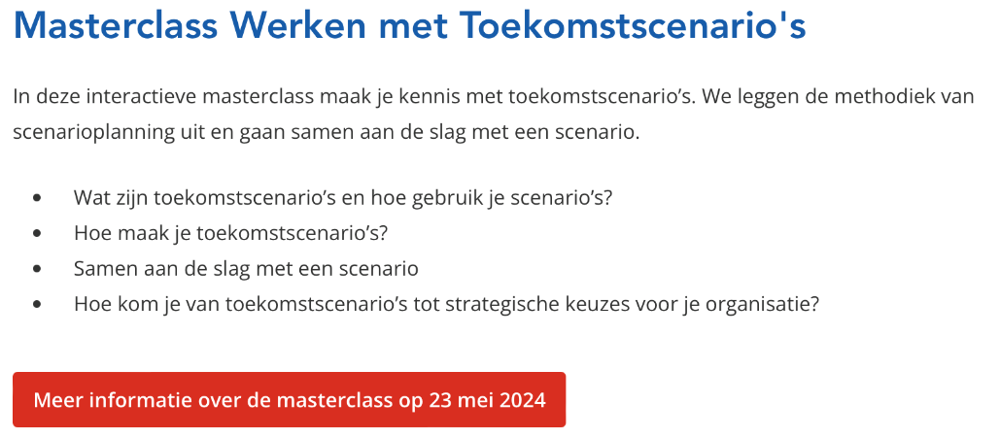 Masterclass Werken met Toekomstscenario's
In deze interactieve masterclass maak je kennis met toekomstscenario’s. We leggen de methodiek van
scenarioplanning uit en gaan samen aan de slag met een scenario.
• Wat zijn toekomstscenario’s en hoe gebruik je scenario’s?
• Hoe maak je toekomstscenario’s?
• Samen aan de slag met een scenario
• Hoe kom je van toekomstscenario’s tot strategische keuzes voor je organisatie?
Meer informatie over de masterclass op 23 mei 2024